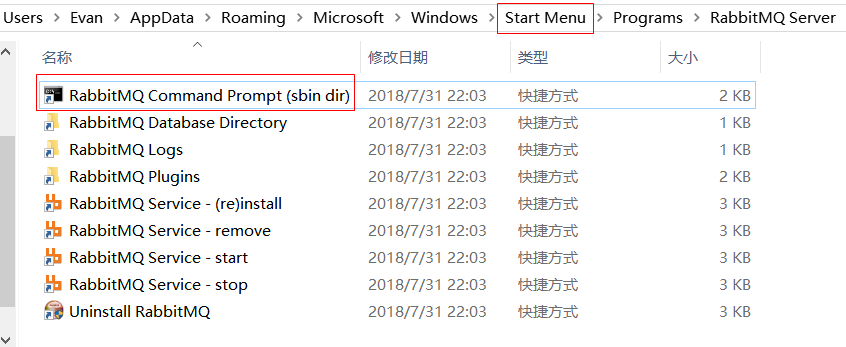 Users > Evan > AppData > Roaming > Microsoft > Windows > Start Menu > Programs > RabbitMQ Server
名称 修改日期 类型 大小
RabbitMQ Command Prompt (sbin dir) 2018/7/31 22:03 快捷方式 2 KB
RabbitMQ Database Directory 2018/7/31 22:03 快捷方式 1 KB
RabbitMQ Logs 2018/7/31 22:03 快捷方式 1 KB
RabbitMQ Plugins 2018/7/31 22:03 快捷方式 2 KB
RabbitMQ Service - (re)install 2018/7/31 22:03 快捷方式 3 KB
RabbitMQ Service - remove 2018/7/31 22:03 快捷方式 3 KB
RabbitMQ Service - start 2018/7/31 22:03 快捷方式 3 KB
RabbitMQ Service - stop 2018/7/31 22:03 快捷方式 3 KB
Uninstall RabbitMQ 2018/7/31 22:03 快捷方式 3 KB